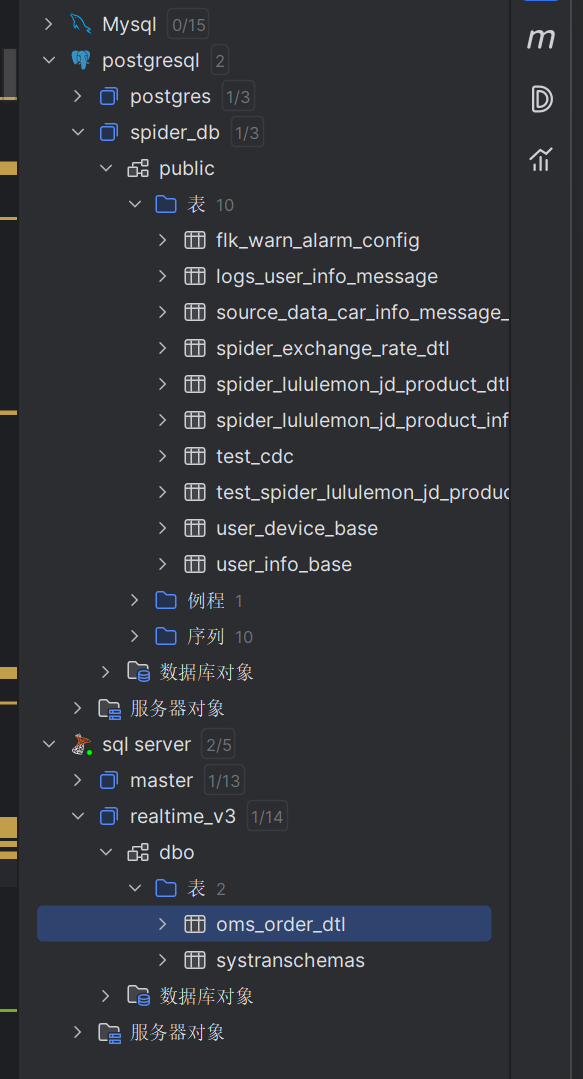 Mysql 0/15
postgresql 2
postgres 1/3
spider_db 1/3
public
表 10
flk_warn_alarm_config
logs_user_info_message
source_data_car_info_message_
spider_exchange_rate_dtl
spider_lululemon_jd_product_dtl
spider_lululemon_jd_product_inf
test_cdc
test_spider_lululemon_jd_produc
user_device_base
user_info_base
例程 1
序列 10
数据库对象
服务器对象
sql server 2/5
master 1/13
realtime_v3 1/14
dbo
表 2
oms_order_dtl
systranschemas
数据库对象
服务器对象
m
D